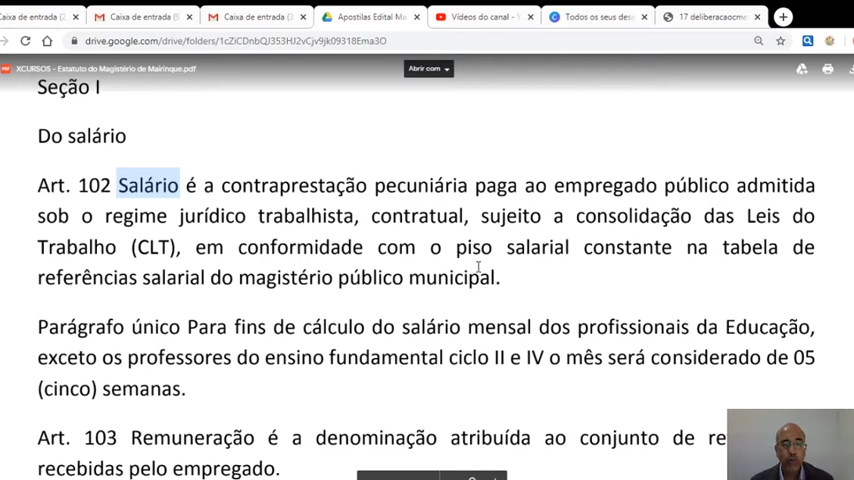 Caixa de entrada (2
Caixa de entrada (
Caixa de entrada (
Apostilas Edital M
Vídeos do canal - Y
Todos os seus des
17 deliberacaocme
drive.google.com/drive/folders/1cZiCDnbQJ353HJ2vCjv9jk09318Ema3O
XCURSOS - Estatuto do Magistério de Mairinque.pdf
Abrir com
Seção I
Do salário
Art. 102 Salário é a contraprestação pecuniária paga ao empregado público admitida
sob o regime jurídico trabalhista, contratual, sujeito a consolidação das Leis do
Trabalho (CLT), em conformidade com o piso salarial constante na tabela de
referências salarial do magistério público municipal.
Parágrafo único Para fins de cálculo do salário mensal dos profissionais da Educação,
exceto os professores do ensino fundamental ciclo II e IV o mês será considerado de 05
(cinco) semanas.
Art. 103 Remuneração é a denominação atribuída ao conjunto de re
recebidas pelo empregado.